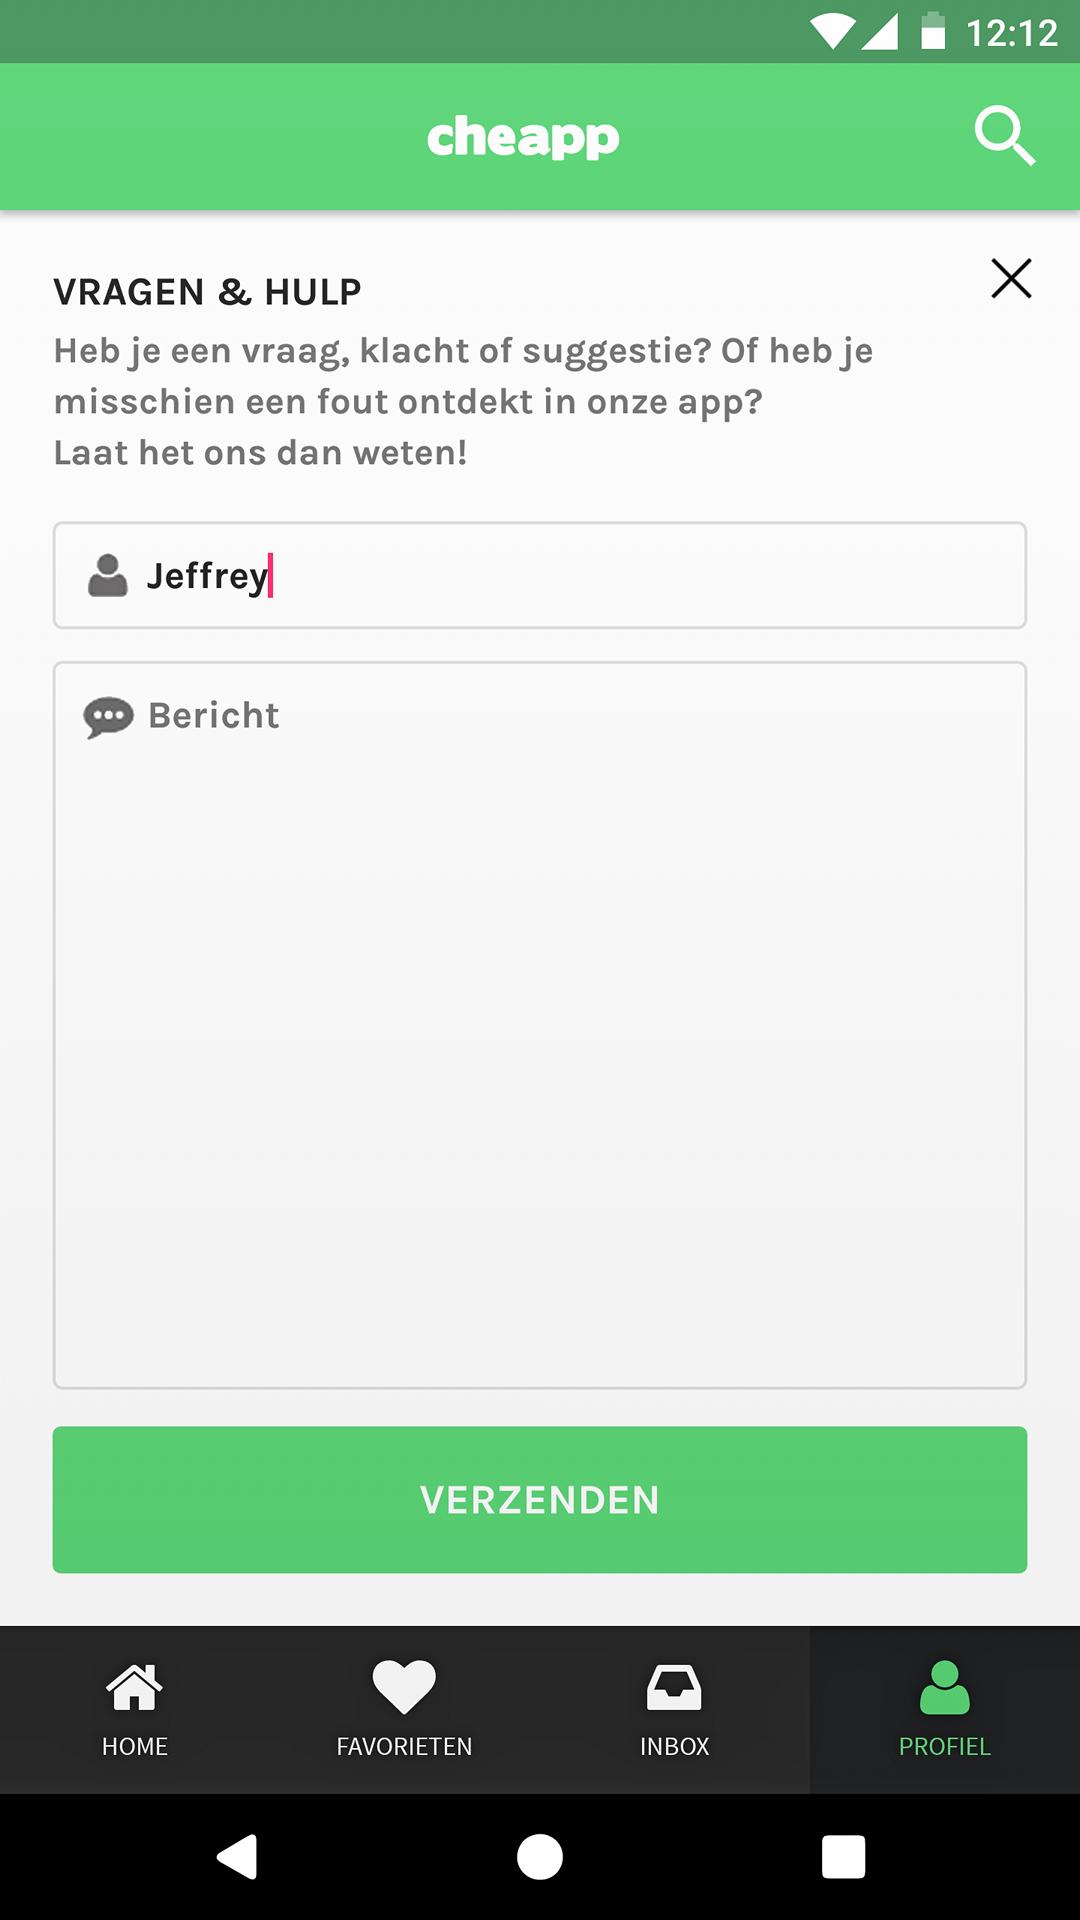 12:12
cheapp
VRAGEN & HULP
Heb je een vraag, klacht of suggestie? Of heb je
misschien een fout ontdekt in onze app?
Laat het ons dan weten!
Jeffrey
Bericht
VERZENDEN
HOME
FAVORIETEN
INBOX
PROFIEL